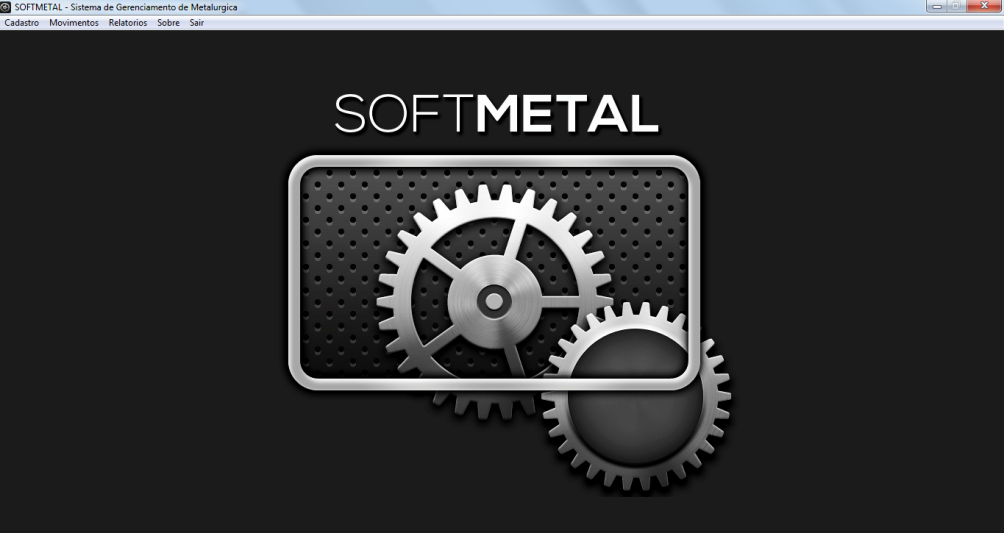 SOFTMETAL - Sistema de Gerenciamento de Metalurgica
Cadastro Movimentos Relatorios Sobre Sair
SOFTMETAL